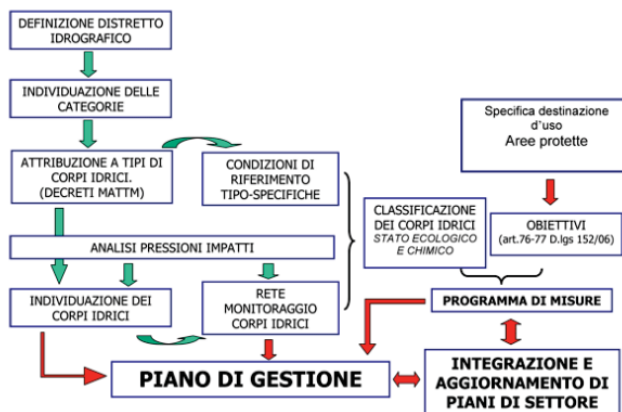 DEFINIZIONE DISTRETTO
IDROGRAFICO
INDIVIDUAZIONE DELLE
CATEGORIE
ATTRIBUZIONE A TIPI DI
CORPI IDRICI.
(DECRETI MATTM)
CONDIZIONI DI
RIFERIMENTO
TIPO-SPECIFICHE
Specifica destinazione
d`uso
Aree protette
CLASSIFICAZIONE
DEI CORPI IDRICI
STATO ECOLOGICO
E CHIMICO
OBIETTIVI
(art.76-77 D.lgs 152/06)
ANALISI PRESSIONI IMPATTI
INDIVIDUAZIONE DEI
CORPI IDRICI
RETE
MONITORAGGIO
CORPI IDRICI
PROGRAMMA DI MISURE
PIANO DI GESTIONE
INTEGRAZIONE E
AGGIORNAMENTO DI
PIANI DI SETTORE